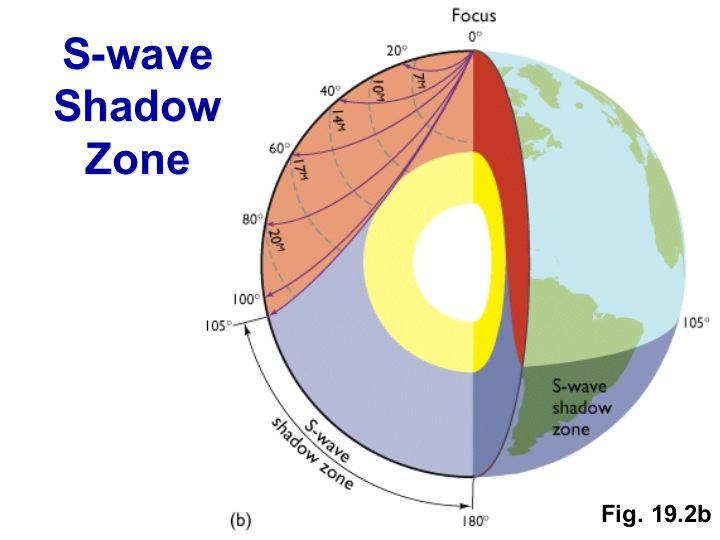 S-wave
Shadow
Zone
Focus
0°
20°
40°
60°
80°
100°
105°
7M
10M
14M
17M
20M
105°
S-wave
shadow
zone
S-wave
shadow zone
180°
(b)
Fig. 19.2b